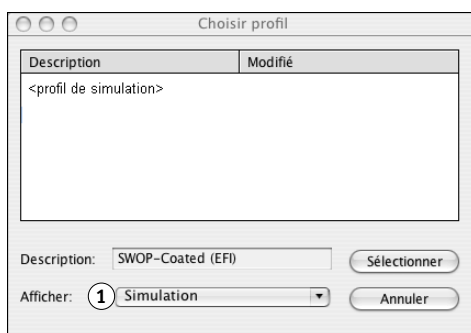 Choisir profil
Description Modifié
<profil de simulation>
Description: SWOP-Coated (EFI) Sélectionner
Afficher: 1 Simulation Annuler